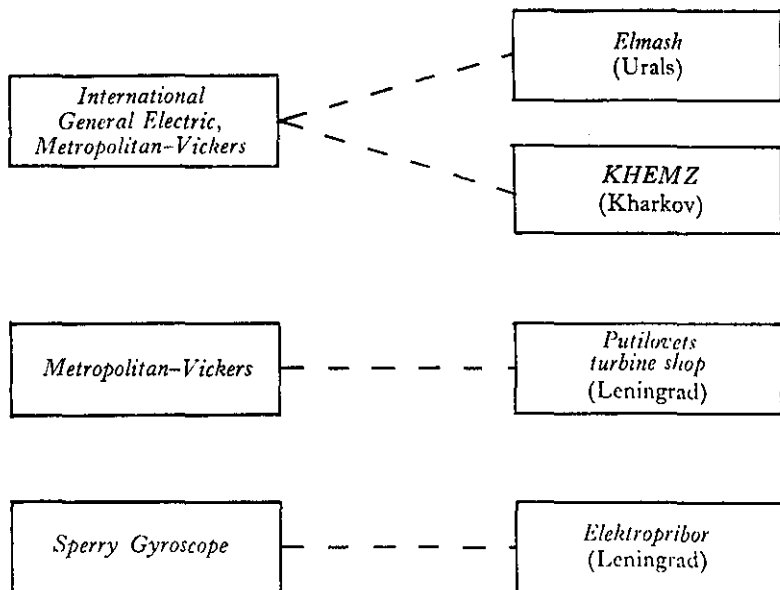 International
General Electric,
Metropolitan-Vickers
Elmash
(Urals)
KHEMZ
(Kharkov)
Metropolitan-Vickers
Putilovets
turbine shop
(Leningrad)
Sperry Gyroscope
Elektropribor
(Leningrad)